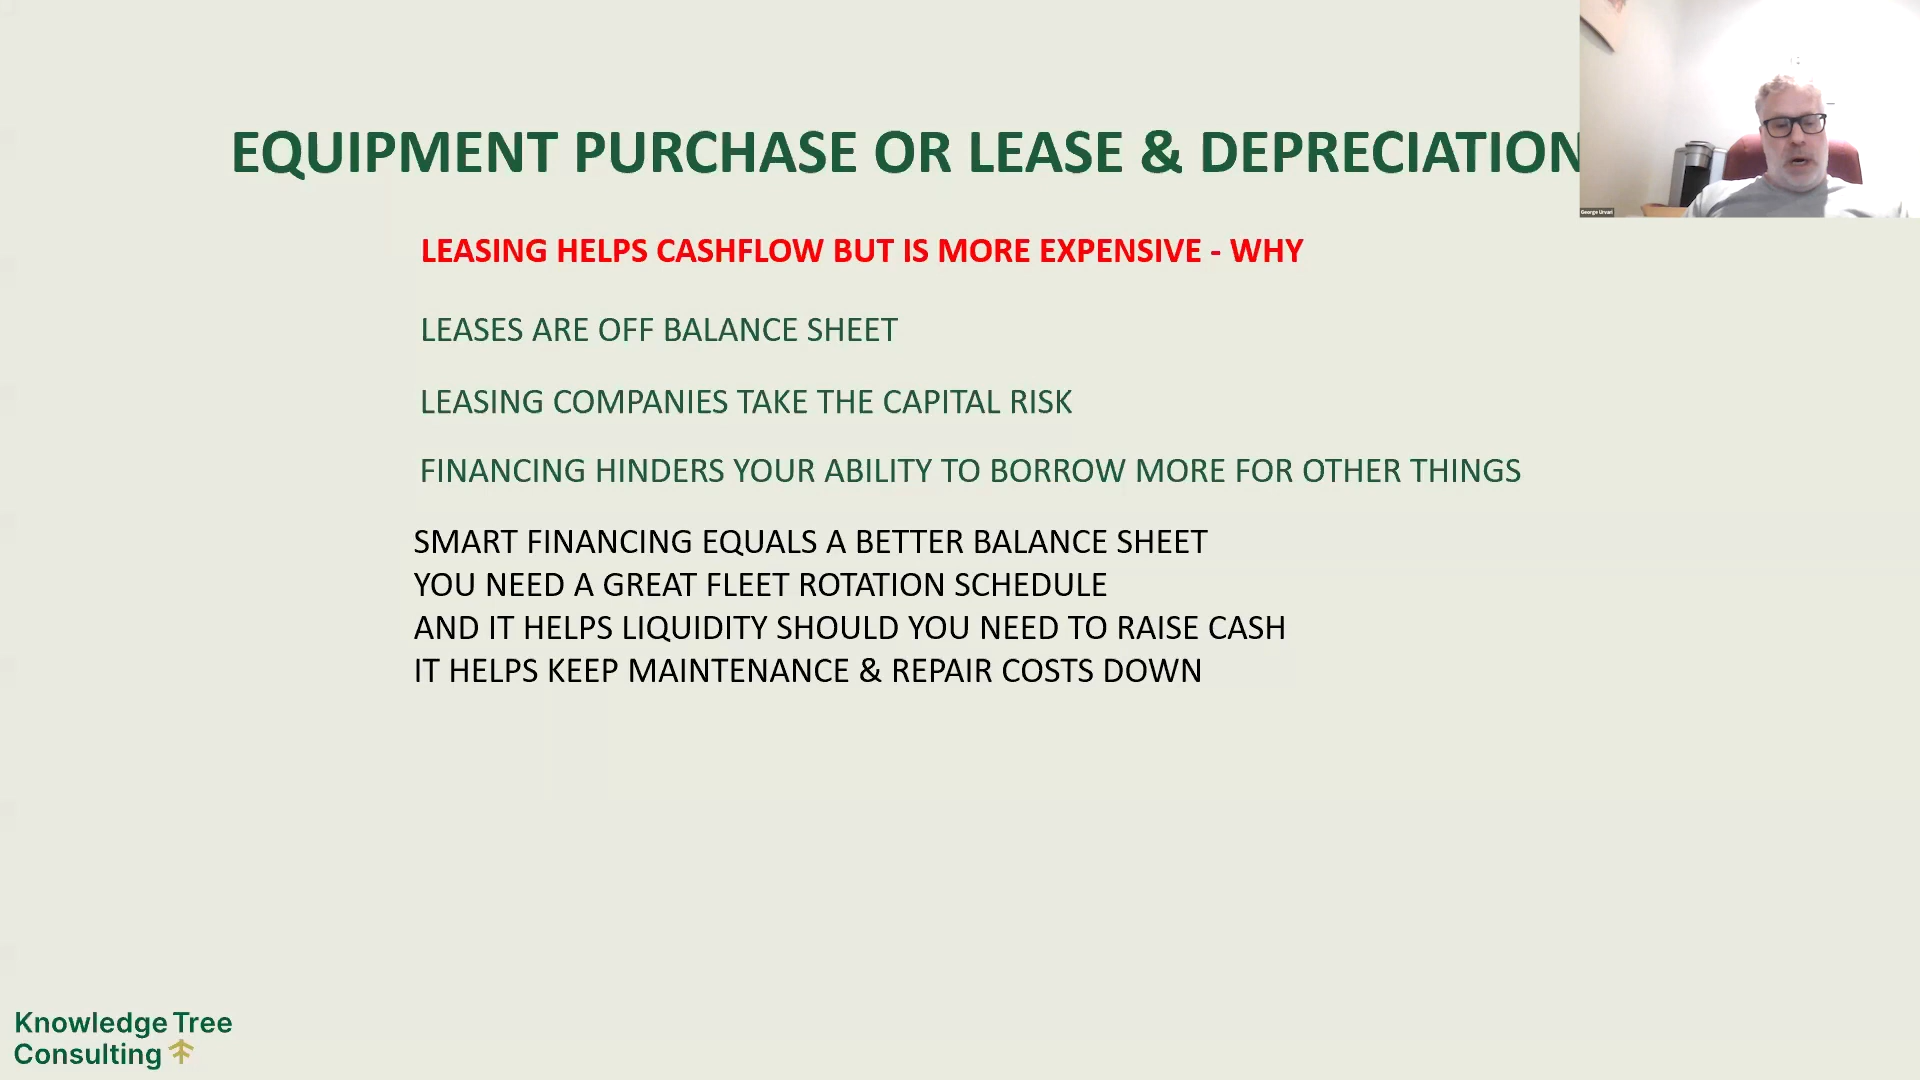 EQUIPMENT PURCHASE OR LEASE & DEPRECIATION
George Urvari
LEASING HELPS CASHFLOW BUT IS MORE EXPENSIVE - WHY
LEASES ARE OFF BALANCE SHEET
LEASING COMPANIES TAKE THE CAPITAL RISK
FINANCING HINDERS YOUR ABILITY TO BORROW MORE FOR OTHER THINGS
SMART FINANCING EQUALS A BETTER BALANCE SHEET
YOU NEED A GREAT FLEET ROTATION SCHEDULE
AND IT HELPS LIQUIDITY SHOULD YOU NEED TO RAISE CASH
IT HELPS KEEP MAINTENANCE & REPAIR COSTS DOWN
Knowledge Tree
Consulting